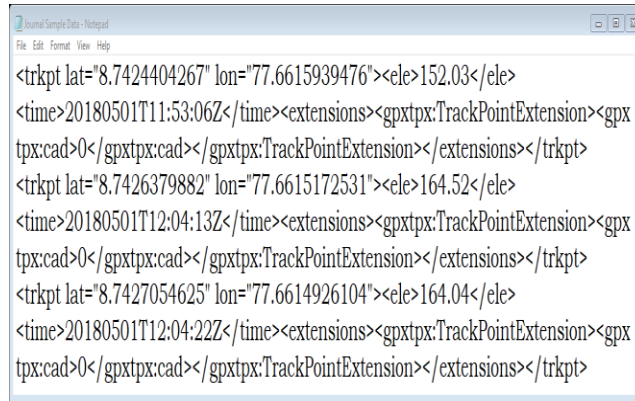 Journal Sample Data - Notepad
File Edit Format View Help
<trkpt lat="8.7424404267" lon="77.6615939476"><ele>152.03</ele>
<time>20180501T11:53:06Z</time><extensions><gpxtpx:TrackPointExtension><gpx
tpx:cad>0</gpxtpx:cad></gpxtpx:TrackPointExtension></extensions></trkpt>
<trkpt lat="8.7426379882" lon="77.6615172531"><ele>164.52</ele>
<time>20180501T12:04:13Z</time><extensions><gpxtpx:TrackPointExtension><gpx
tpx:cad>0</gpxtpx:cad></gpxtpx:TrackPointExtension></extensions></trkpt>
<trkpt lat="8.7427054625" lon="77.6614926104"><ele>164.04</ele>
<time>20180501T12:04:22Z</time><extensions><gpxtpx:TrackPointExtension><gpx
tpx:cad>0</gpxtpx:cad></gpxtpx:TrackPointExtension></extensions></trkpt>